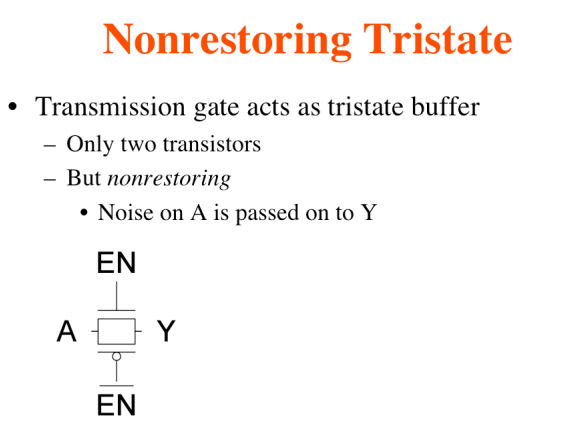 Nonrestoring Tristate
• Transmission gate acts as tristate buffer
– Only two transistors
– But nonrestoring
• Noise on A is passed on to Y
EN
A Y
E̅N̅